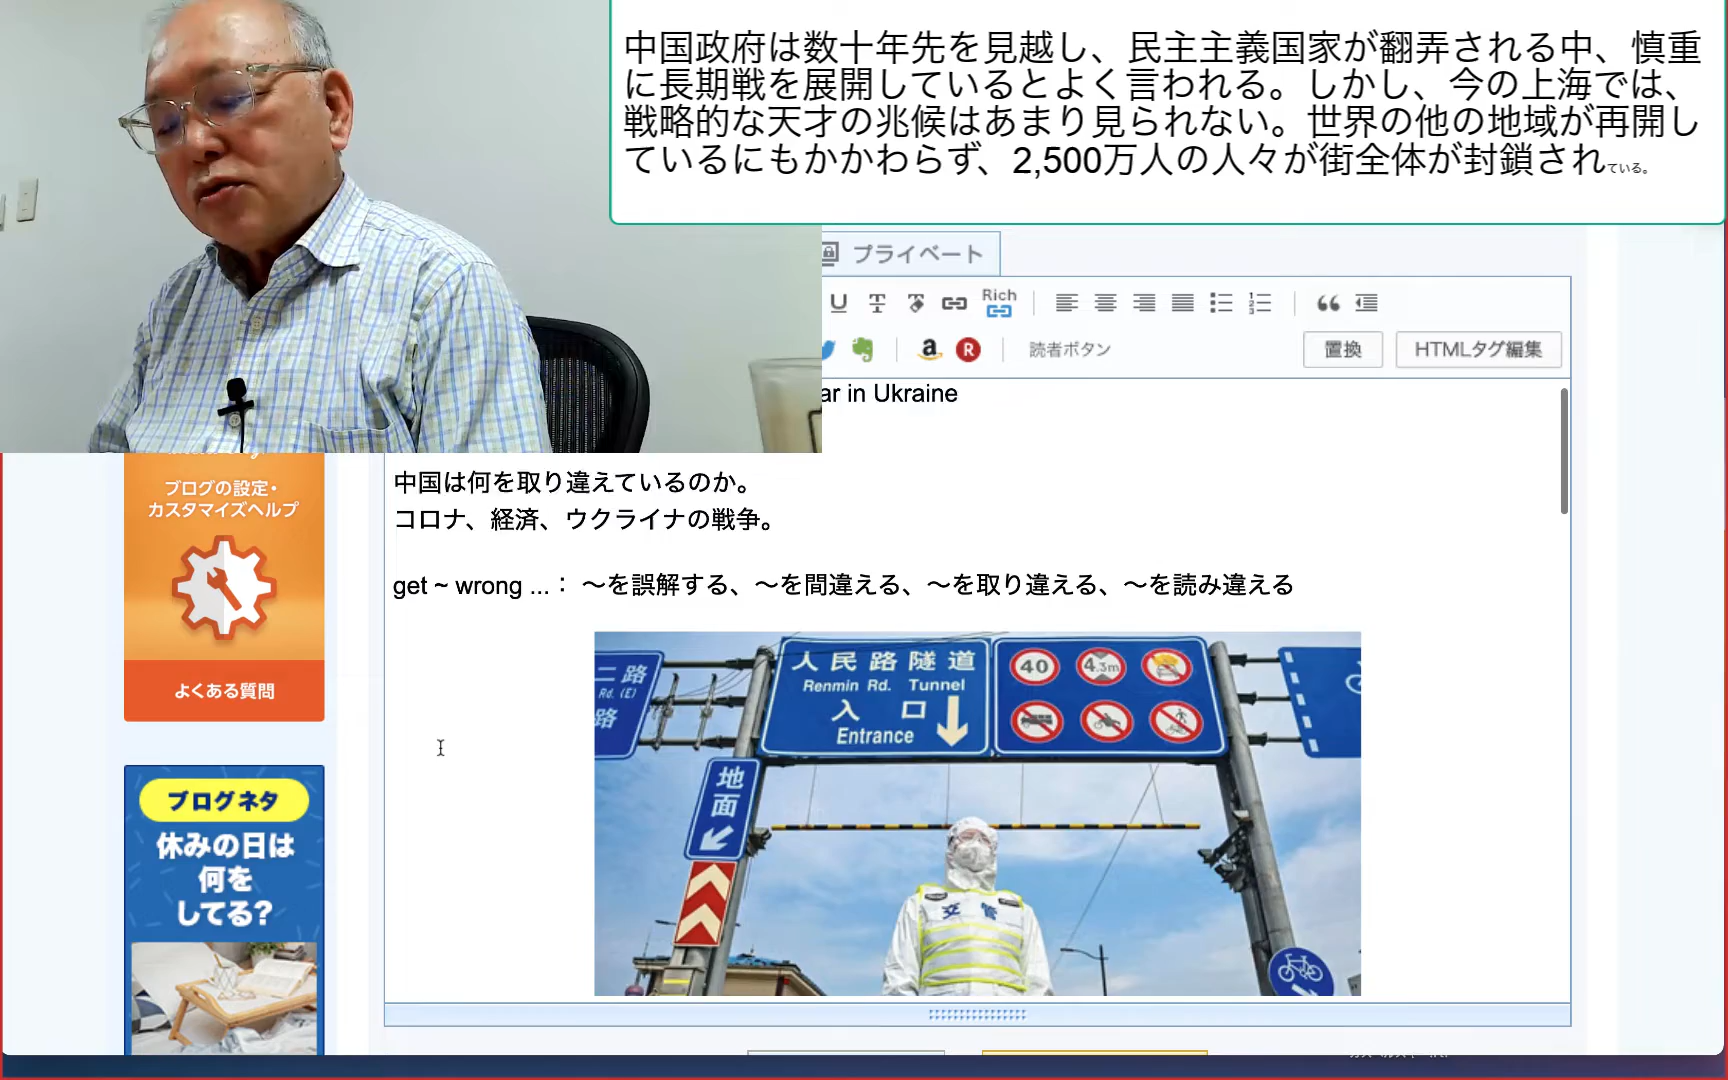 中国政府は数十年先を見越し、民主主義国家が翻弄される中、慎重
に長期戦を展開しているとよく言われる。しかし、今の上海では、
戦略的な天才の兆候はあまり見られない。世界の他の地域が再開し
ているにもかかわらず、2,500万人の人々が街全体が封鎖されている。
プライベート
U T Rich
a R 読者ボタン 置換 HTMLタグ編集
ar in Ukraine
中国は何を取り違えているのか。
コロナ、経済、ウクライナの戦争。
get ~ wrong ...： 〜を誤解する、〜を間違える、〜を取り違える、〜を読み違える
ブログの設定・
カスタマイズヘルプ
よくある質問
ブログネタ
休みの日は
何を
してる?
二路
Rd. (E)
路
人民路隧道
Renmin Rd. Tunnel
入口
Entrance
40
4.3m
地面
交管